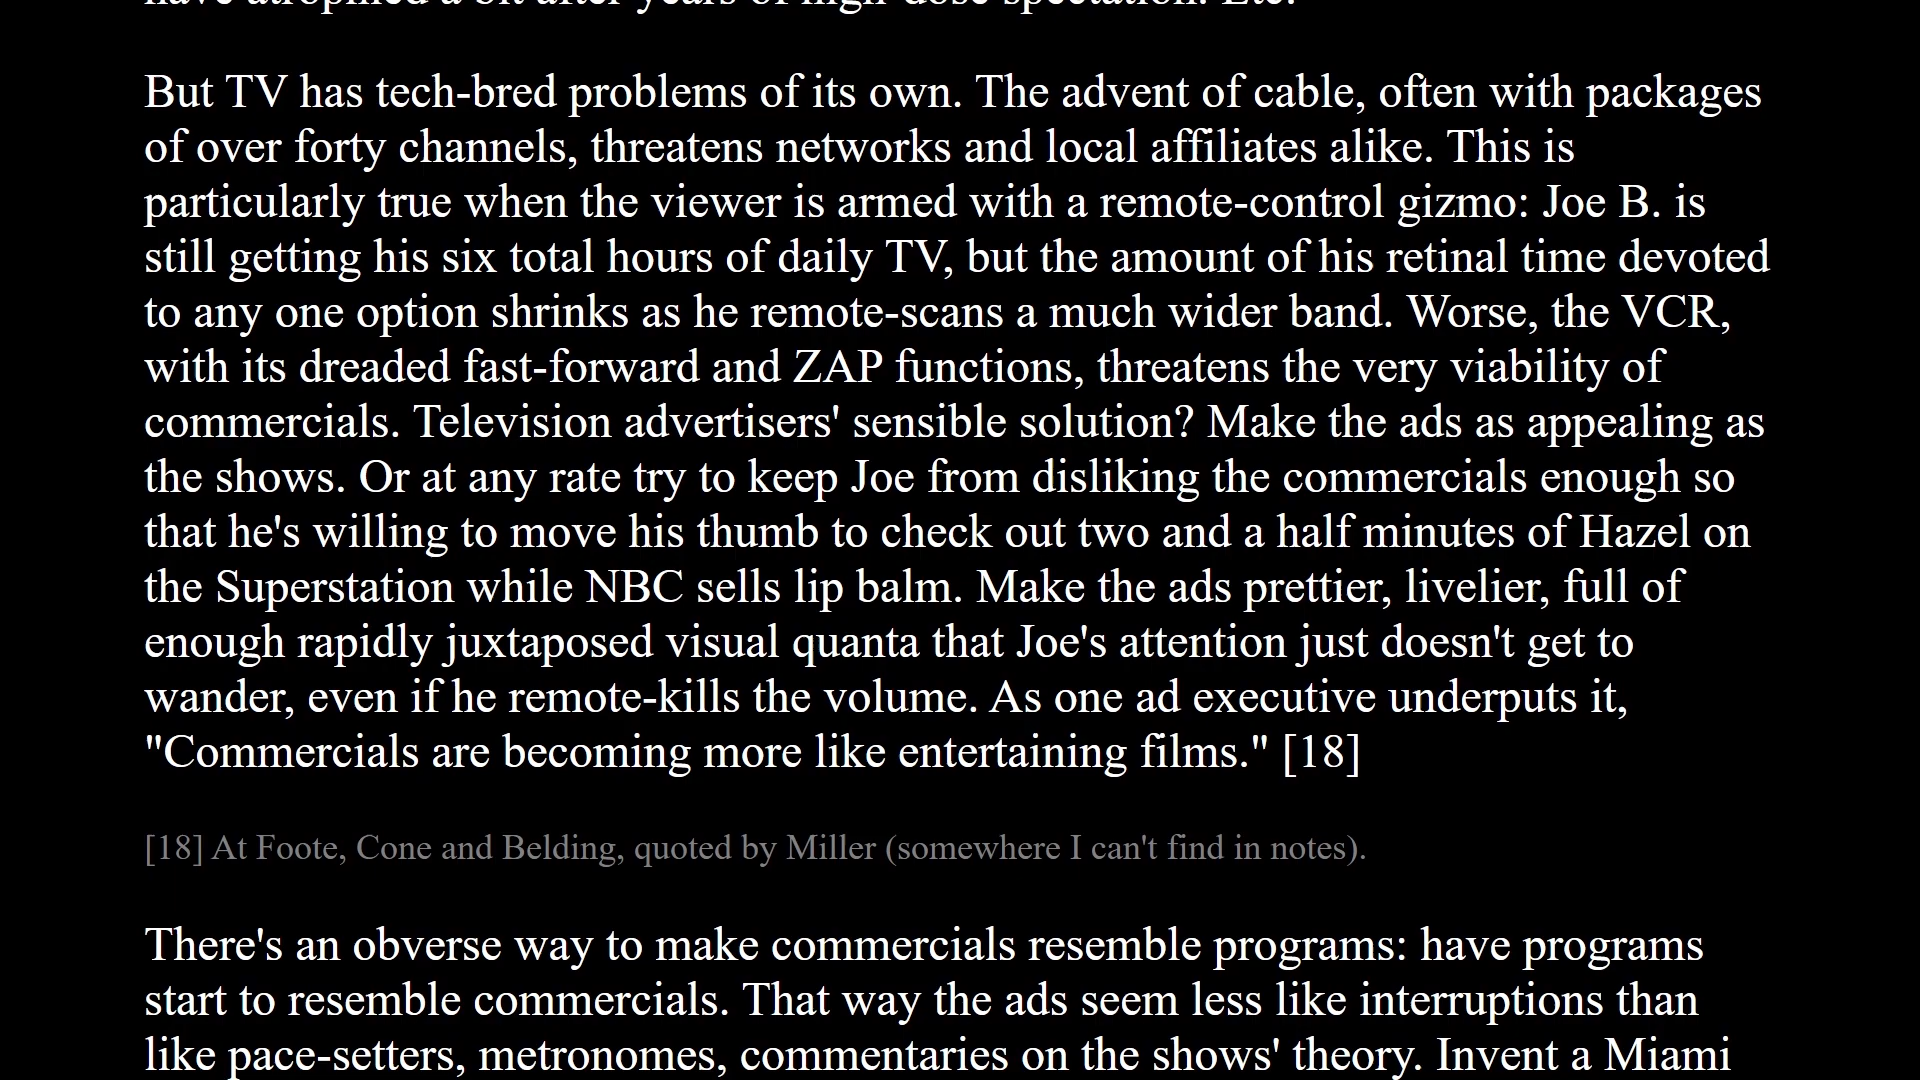 have atrophied a bit after years of high-dose spectation. Etc.
But TV has tech-bred problems of its own. The advent of cable, often with packages
of over forty channels, threatens networks and local affiliates alike. This is
particularly true when the viewer is armed with a remote-control gizmo: Joe B. is
still getting his six total hours of daily TV, but the amount of his retinal time devoted
to any one option shrinks as he remote-scans a much wider band. Worse, the VCR,
with its dreaded fast-forward and ZAP functions, threatens the very viability of
commercials. Television advertisers' sensible solution? Make the ads as appealing as
the shows. Or at any rate try to keep Joe from disliking the commercials enough so
that he's willing to move his thumb to check out two and a half minutes of Hazel on
the Superstation while NBC sells lip balm. Make the ads prettier, livelier, full of
enough rapidly juxtaposed visual quanta that Joe's attention just doesn't get to
wander, even if he remote-kills the volume. As one ad executive underputs it,
"Commercials are becoming more like entertaining films." [18]
[18] At Foote, Cone and Belding, quoted by Miller (somewhere I can't find in notes).
There's an obverse way to make commercials resemble programs: have programs
start to resemble commercials. That way the ads seem less like interruptions than
like pace-setters, metronomes, commentaries on the shows' theory. Invent a Miami